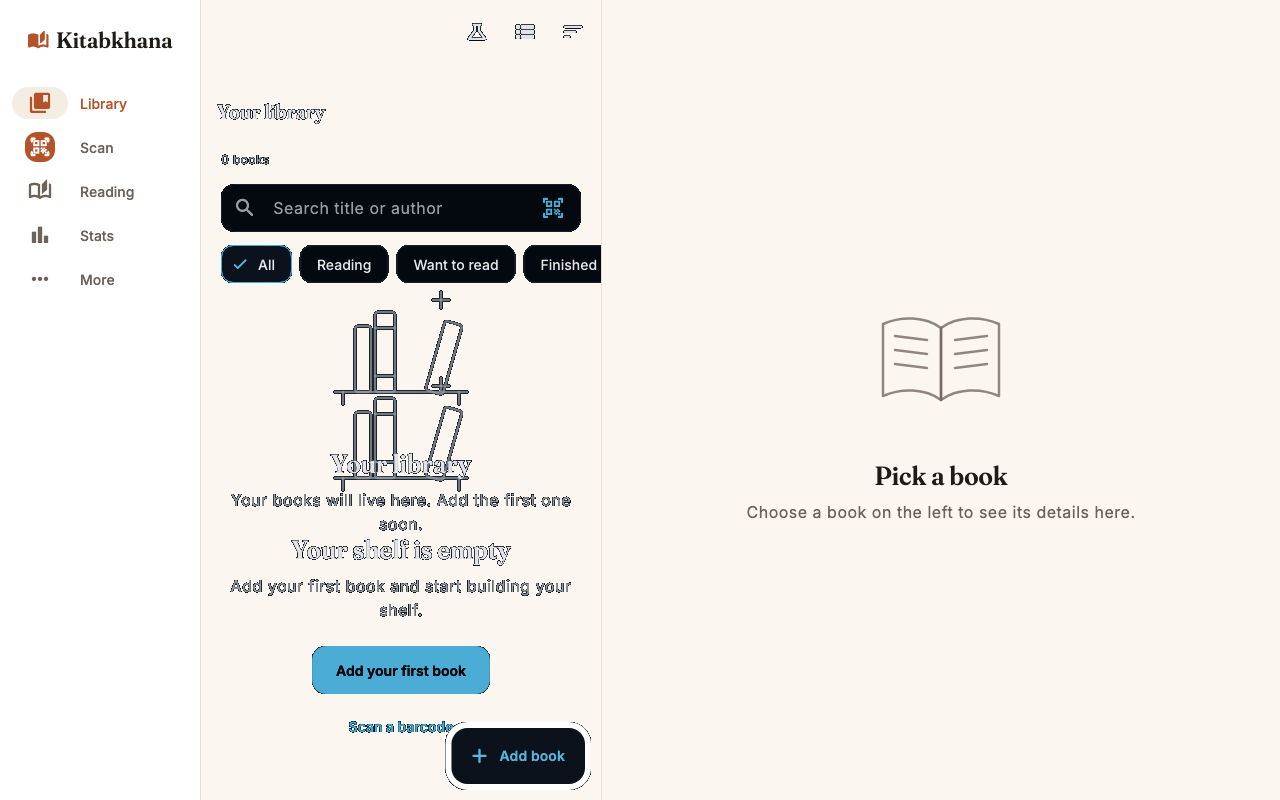 Kitabkhana
Library
Scan
Reading
Stats
More
Your library
0 books
Search title or author
All
Reading
Want to read
Finished
Your library
Your books will live here. Add the first one
soon.
Your shelf is empty
Add your first book and start building your
shelf.
Add your first book
Scan a barcode
Add book
Pick a book
Choose a book on the left to see its details here.